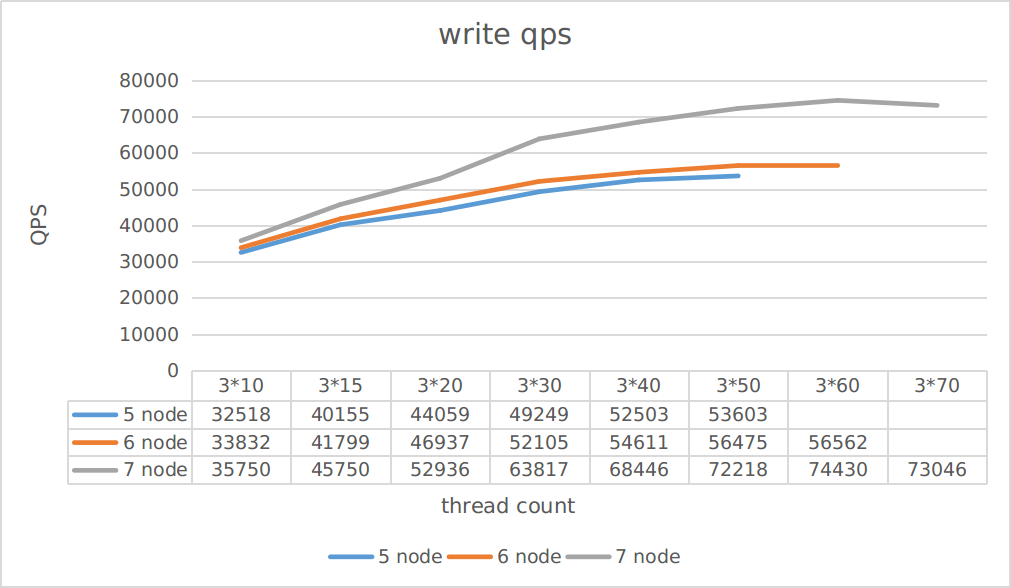 write qps
80000
70000
60000
50000
40000
30000
20000
10000
0
QPS
3*10 3*15 3*20 3*30 3*40 3*50 3*60 3*70
5 node 32518 40155 44059 49249 52503 53603
6 node 33832 41799 46937 52105 54611 56475 56562
7 node 35750 45750 52936 63817 68446 72218 74430 73046
thread count
5 node 6 node 7 node